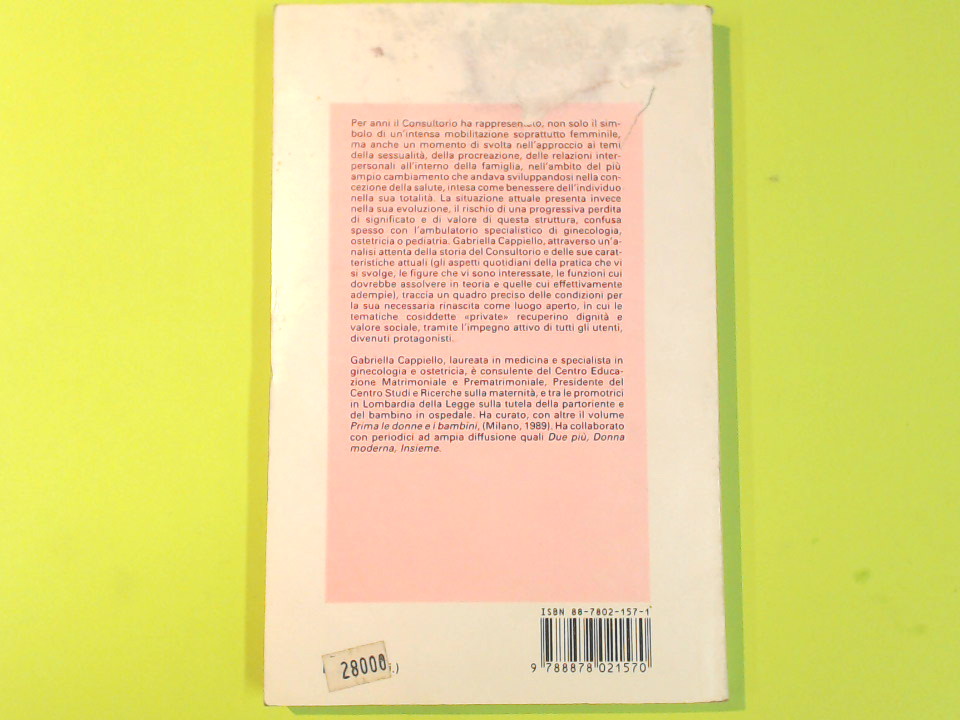 Per anni il Consultorio ha rappresentato, non solo il sim-
bolo di un'intensa mobilitazione soprattutto femminile,
ma anche un momento di svolta nell'approccio ai temi
della sessualità, della procreazione, delle relazioni inter-
personali all'interno della famiglia, nell'ambito del più
ampio cambiamento che andava sviluppandosi nella con-
cezione della salute, intesa come benessere dell'individuo
nella sua totalità. La situazione attuale presenta invece
nella sua evoluzione, il rischio di una progressiva perdita
di significato e di valore di questa struttura, confusa
spesso con l'ambulatorio specialistico di ginecologia,
ostetricia o pediatria. Gabriella Cappiello, attraverso un'a-
nalisi attenta della storia del Consultorio e delle sue carat-
teristiche attuali (gli aspetti quotidiani della pratica che vi
si svolge, le figure che vi sono interessate, le funzioni cui
dovrebbe assolvere in teoria e quelle cui effettivamente
adempie), traccia un quadro preciso delle condizioni per
la sua necessaria rinascita come luogo aperto, in cui le
tematiche cosiddette «private» recuperino dignità e
valore sociale, tramite l'impegno attivo di tutti gli utenti,
divenuti protagonisti.
Gabriella Cappiello, laureata in medicina e specialista in
ginecologia e ostetricia, è consulente del Centro Educa-
zione Matrimoniale e Prematrimoniale, Presidente del
Centro Studi e Ricerche sulla maternità, e tra le promotrici
in Lombardia della Legge sulla tutela della partoriente e
del bambino in ospedale. Ha curato, con altre il volume
Prima le donne e i bambini, (Milano, 1989). Ha collaborato
con periodici ad ampia diffusione quali Due più, Donna
moderna, Insieme.
ISBN 88-7802-157-1
9 788878 021570
28000